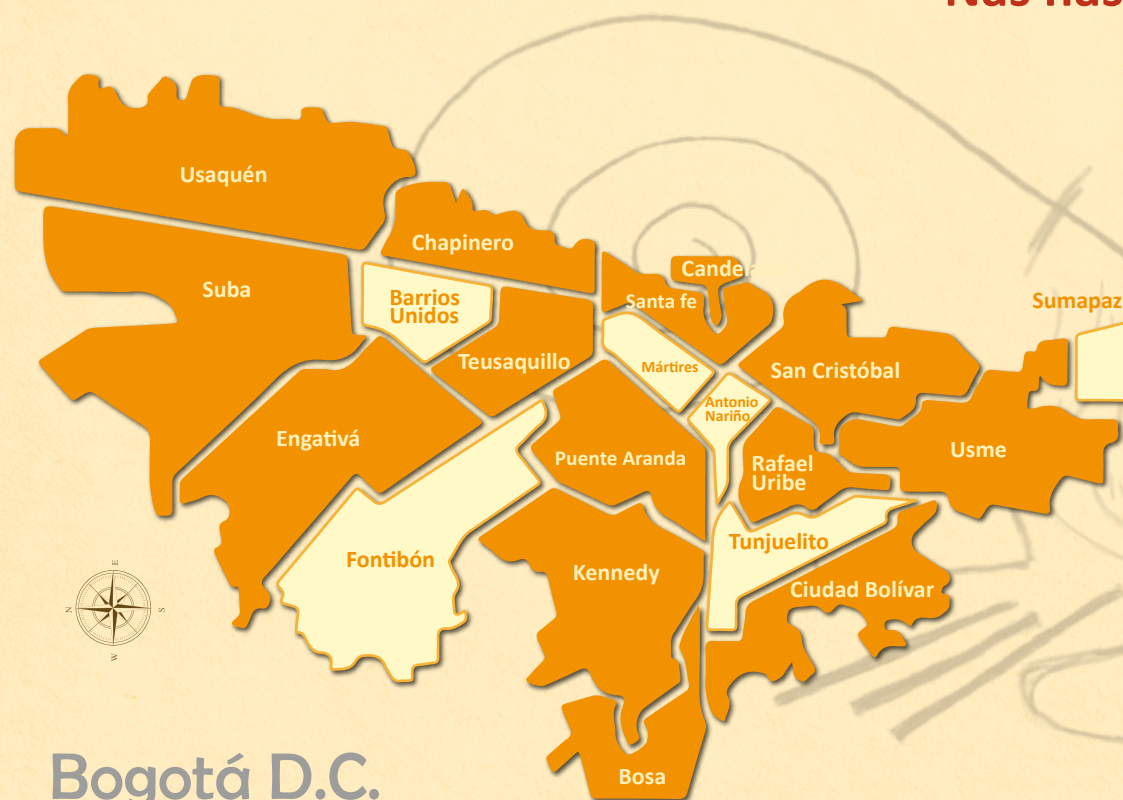 Usaquén
Chapinero
Suba
Barrios
Unidos
Santa fe
Sumapaz
Teusaquillo
Mártires
San Cristóbal
Antonio
Nariño
Engativá
Puente Aranda
Rafael
Uribe
Usme
Fontibón
Kennedy
Tunjuelito
Ciudad Bolívar
E
N
S
W
Bosa
Bogotá D.C.